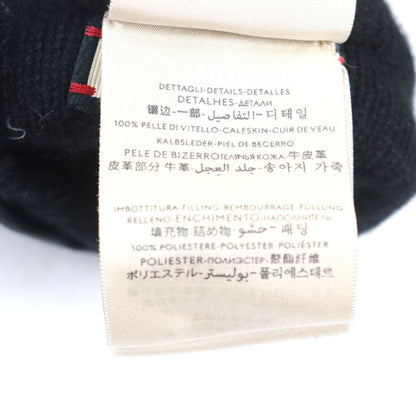 DETTAGLI-DETAILS-DETALLES
DETALHES-ДЕТАЛИ
镶边-一部-التفاصيل-디테일
100% PELLE DI VITELLO-CALFSKIN-CUIR DE VEAU
KALBSLEDER-PIEL DE BECERRO
PELE DE BIZERRO-ТЕЛЯЧЬЯ КОЖА-牛皮革
皮革部分 牛革-جلد العجل-송아지 가죽
IMBOTTITURA-FILLING-REMBOURRAGE-FÜLLUNG
RELLENO-ENCHIMENTO-НАПОЛНИТЕЛЬ
填充物-詰め物-حشو-패딩
100% POLIESTERE-POLYESTER-POLIÉSTER
POLIESTER-ПОЛИЭСТЕР-聚酯纤维
ポリエステル-بوليستر-폴리에스테르